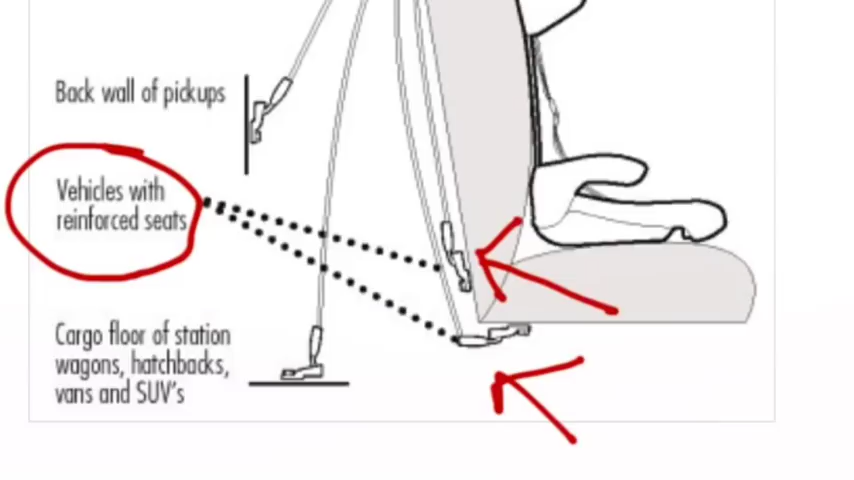 Back wall of pickups
Vehicles with
reinforced seats
Cargo floor of station
wagons, hatchbacks,
vans and SUV's